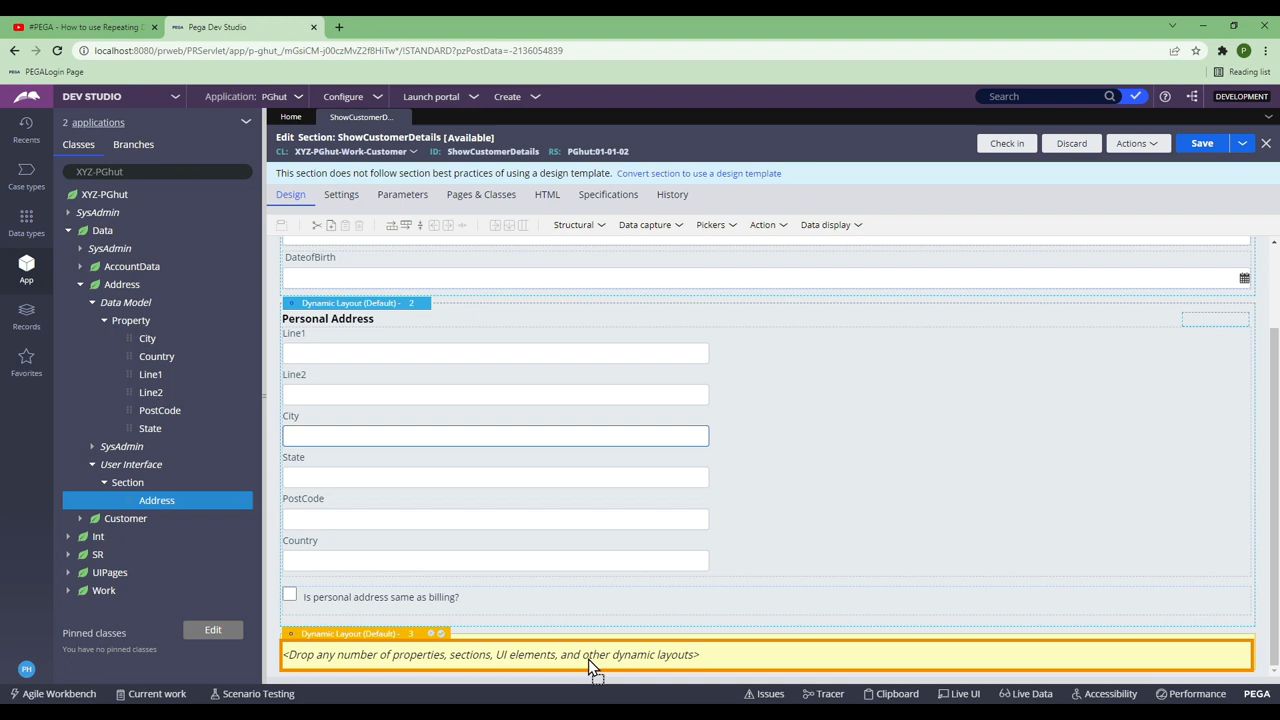 #PEGA - How to use Repeating D
Pega Dev Studio
localhost:8080/prweb/PRServlet/app/p-ghut_/mGsiCM-j00czMvZ2f8HiTw*/!STANDARD?pzPostData=-2136054839
P
PEGALogin Page
Reading list
DEV STUDIO
Application: PGhut
Configure
Launch portal
Create
Search
DEVELOPMENT
Recents
Case types
Data types
App
Records
Favorites
PH
2 applications
Classes
Branches
XYZ-PGhut
XYZ-PGhut
SysAdmin
Data
SysAdmin
AccountData
Address
Data Model
Property
City
Country
Line1
Line2
PostCode
State
SysAdmin
User Interface
Section
Address
Customer
Int
SR
UIPages
Work
Pinned classes
Edit
You have no pinned classes
Home
ShowCustomerD...
Edit Section: ShowCustomerDetails [Available]
CL: XYZ-PGhut-Work-Customer ID: ShowCustomerDetails RS: PGhut:01-01-02
Check in
Discard
Actions
Save
This section does not follow section best practices of using a design template. Convert section to use a design template
Design
Settings
Parameters
Pages & Classes
HTML
Specifications
History
Structural
Data capture
Pickers
Action
Data display
DateofBirth
Dynamic Layout (Default) - 2
Personal Address
Line1
Line2
City
State
PostCode
Country
Is personal address same as billing?
Dynamic Layout (Default) - 3
<Drop any number of properties, sections, UI elements, and other dynamic layouts>
Agile Workbench
Current work
Scenario Testing
Issues
Tracer
Clipboard
Live UI
Live Data
Accessibility
Performance
PEGA